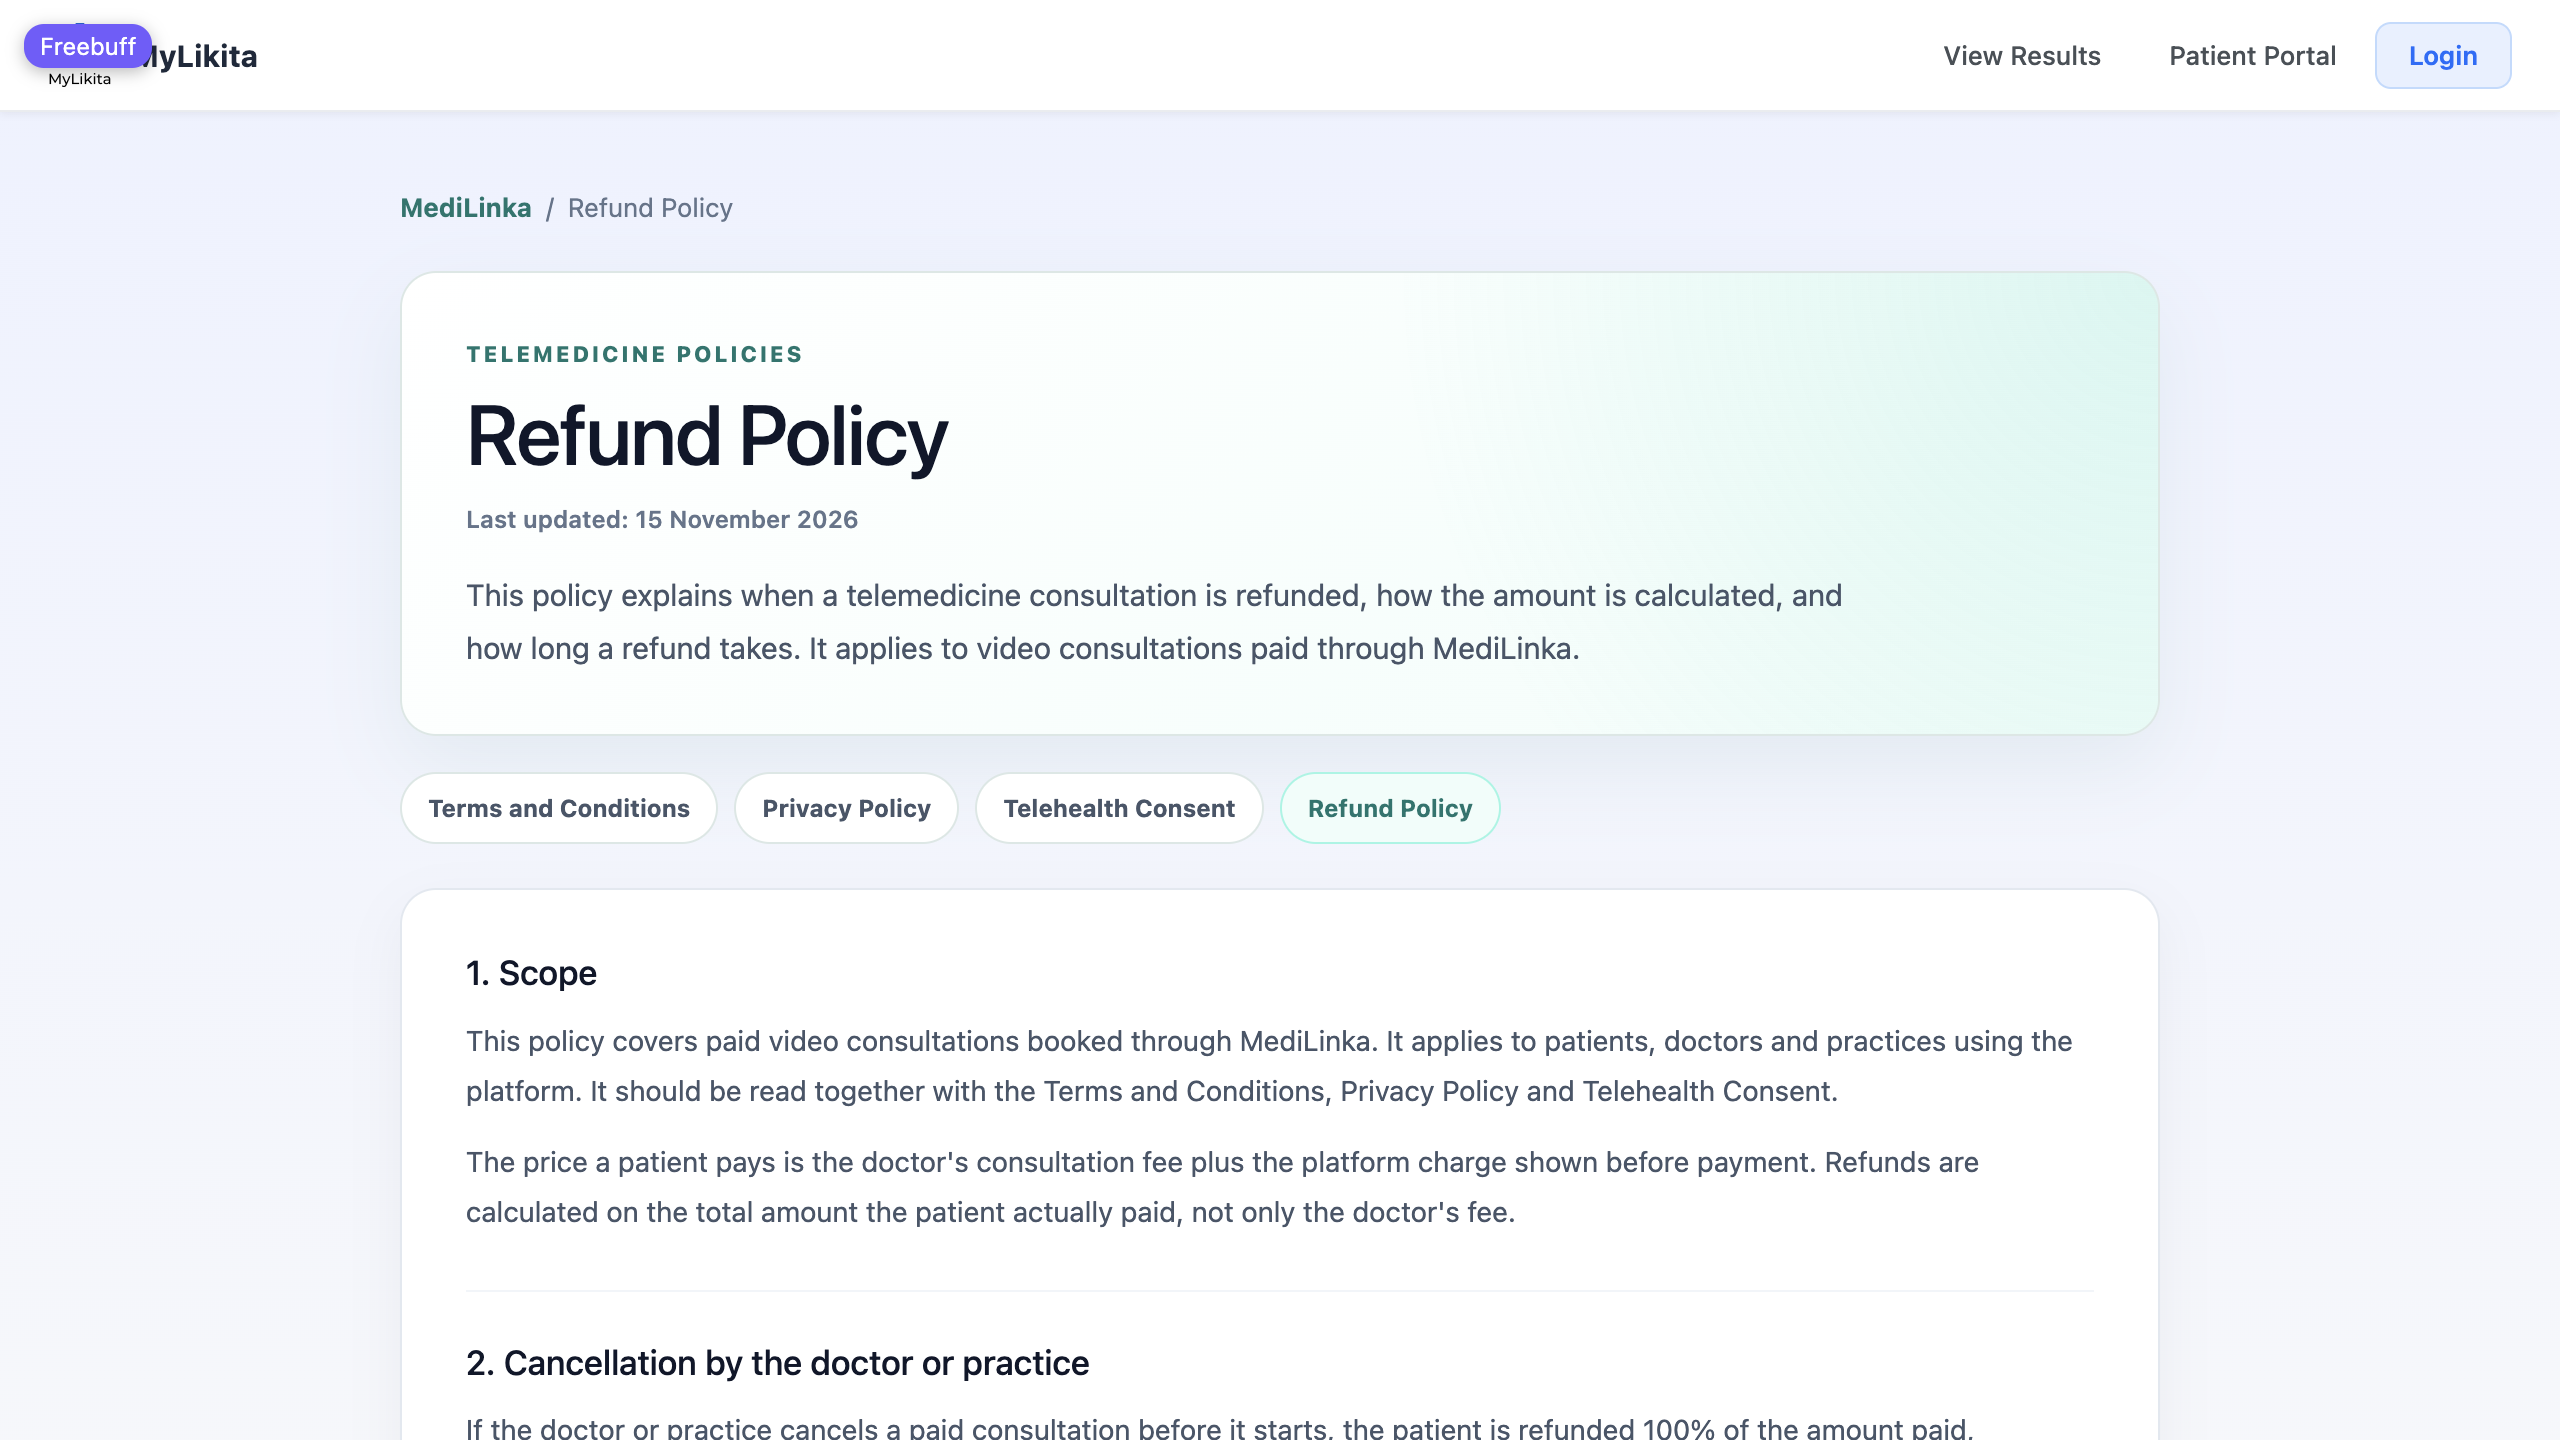 Freebuff
MyLikita
MyLikita
View Results
Patient Portal
Login
MediLinka / Refund Policy
TELEMEDICINE POLICIES
Refund Policy
Last updated: 15 November 2026
This policy explains when a telemedicine consultation is refunded, how the amount is calculated, and
how long a refund takes. It applies to video consultations paid through MediLinka.
Terms and Conditions
Privacy Policy
Telehealth Consent
Refund Policy
1. Scope
This policy covers paid video consultations booked through MediLinka. It applies to patients, doctors and practices using the
platform. It should be read together with the Terms and Conditions, Privacy Policy and Telehealth Consent.
The price a patient pays is the doctor's consultation fee plus the platform charge shown before payment. Refunds are
calculated on the total amount the patient actually paid, not only the doctor's fee.
2. Cancellation by the doctor or practice
If the doctor or practice cancels a paid consultation before it starts, the patient is refunded 100% of the amount paid,